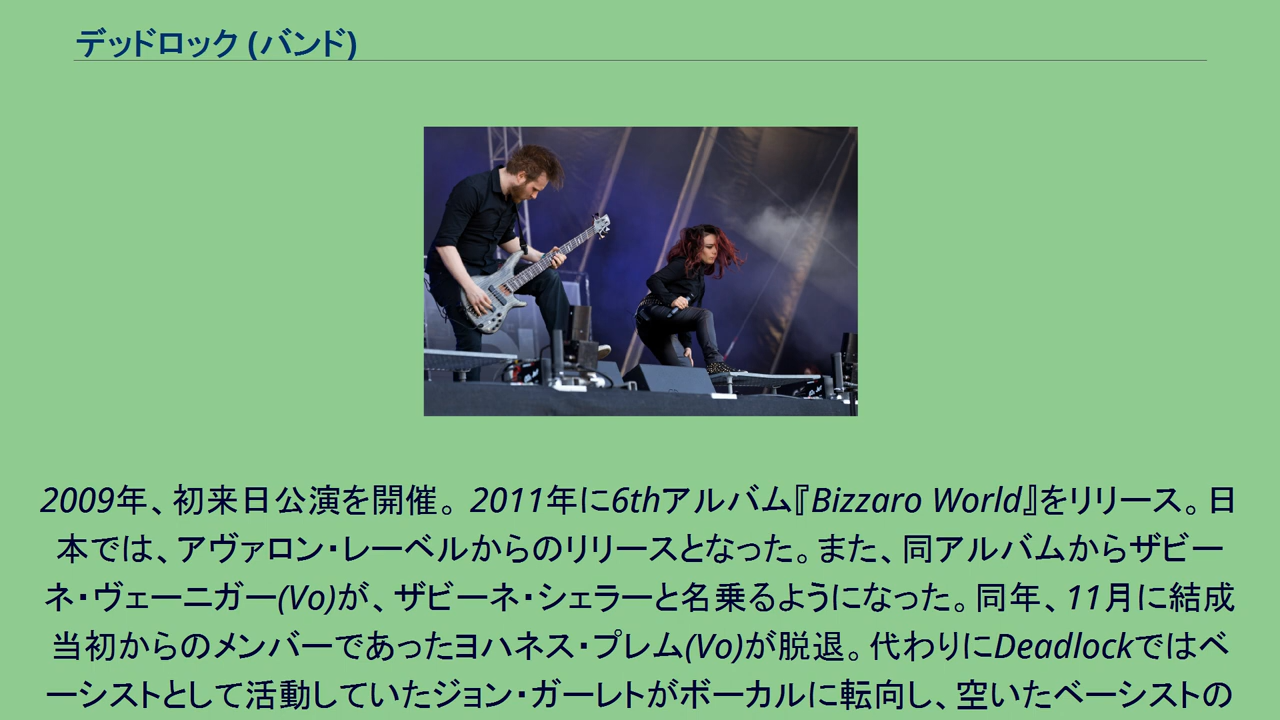 デッドロック (バンド)
2009年、初来日公演を開催。2011年に6thアルバム『Bizzaro World』をリリース。日
本では、アヴァロン・レーベルからのリリースとなった。また、同アルバムからザビー
ネ・ヴェーニガー(Vo)が、ザビーネ・シェラーと名乗るようになった。同年、11月に結成
当初からのメンバーであったヨハネス・プレム(Vo)が脱退。代わりにDeadlockではベ
ーシストとして活動していたジョン・ガーレトがボーカルに転向し、空いたベーシストの